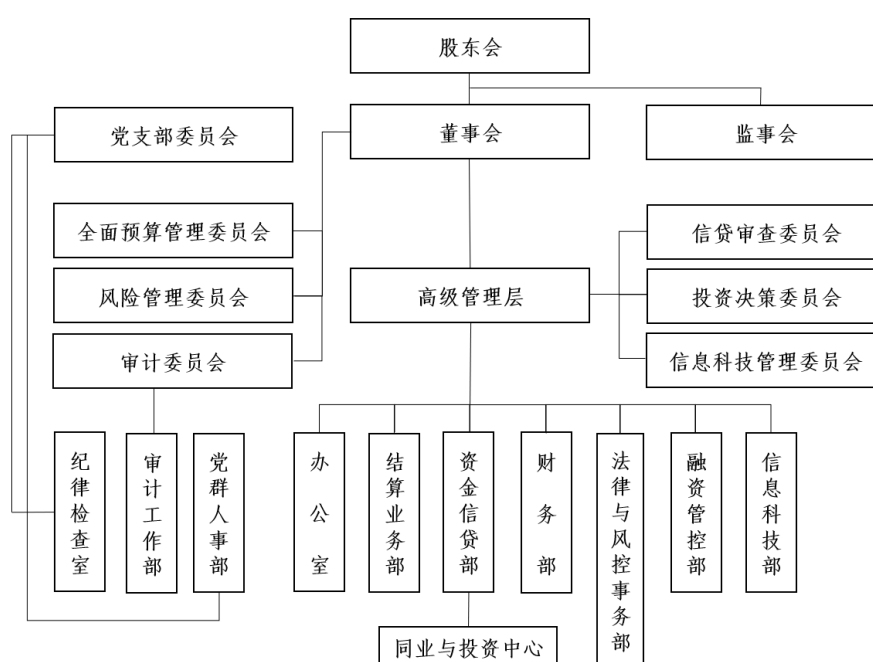 股东会
党支部委员会
董事会
监事会
全面预算管理委员会
信贷审查委员会
风险管理委员会
高级管理层
投资决策委员会
审计委员会
信息科技管理委员会
纪律检查室
审计工作部
党群人事部
办公室
结算业务部
资金信贷部
财务部
法律与风控事务部
融资管控部
信息科技部
同业与投资中心